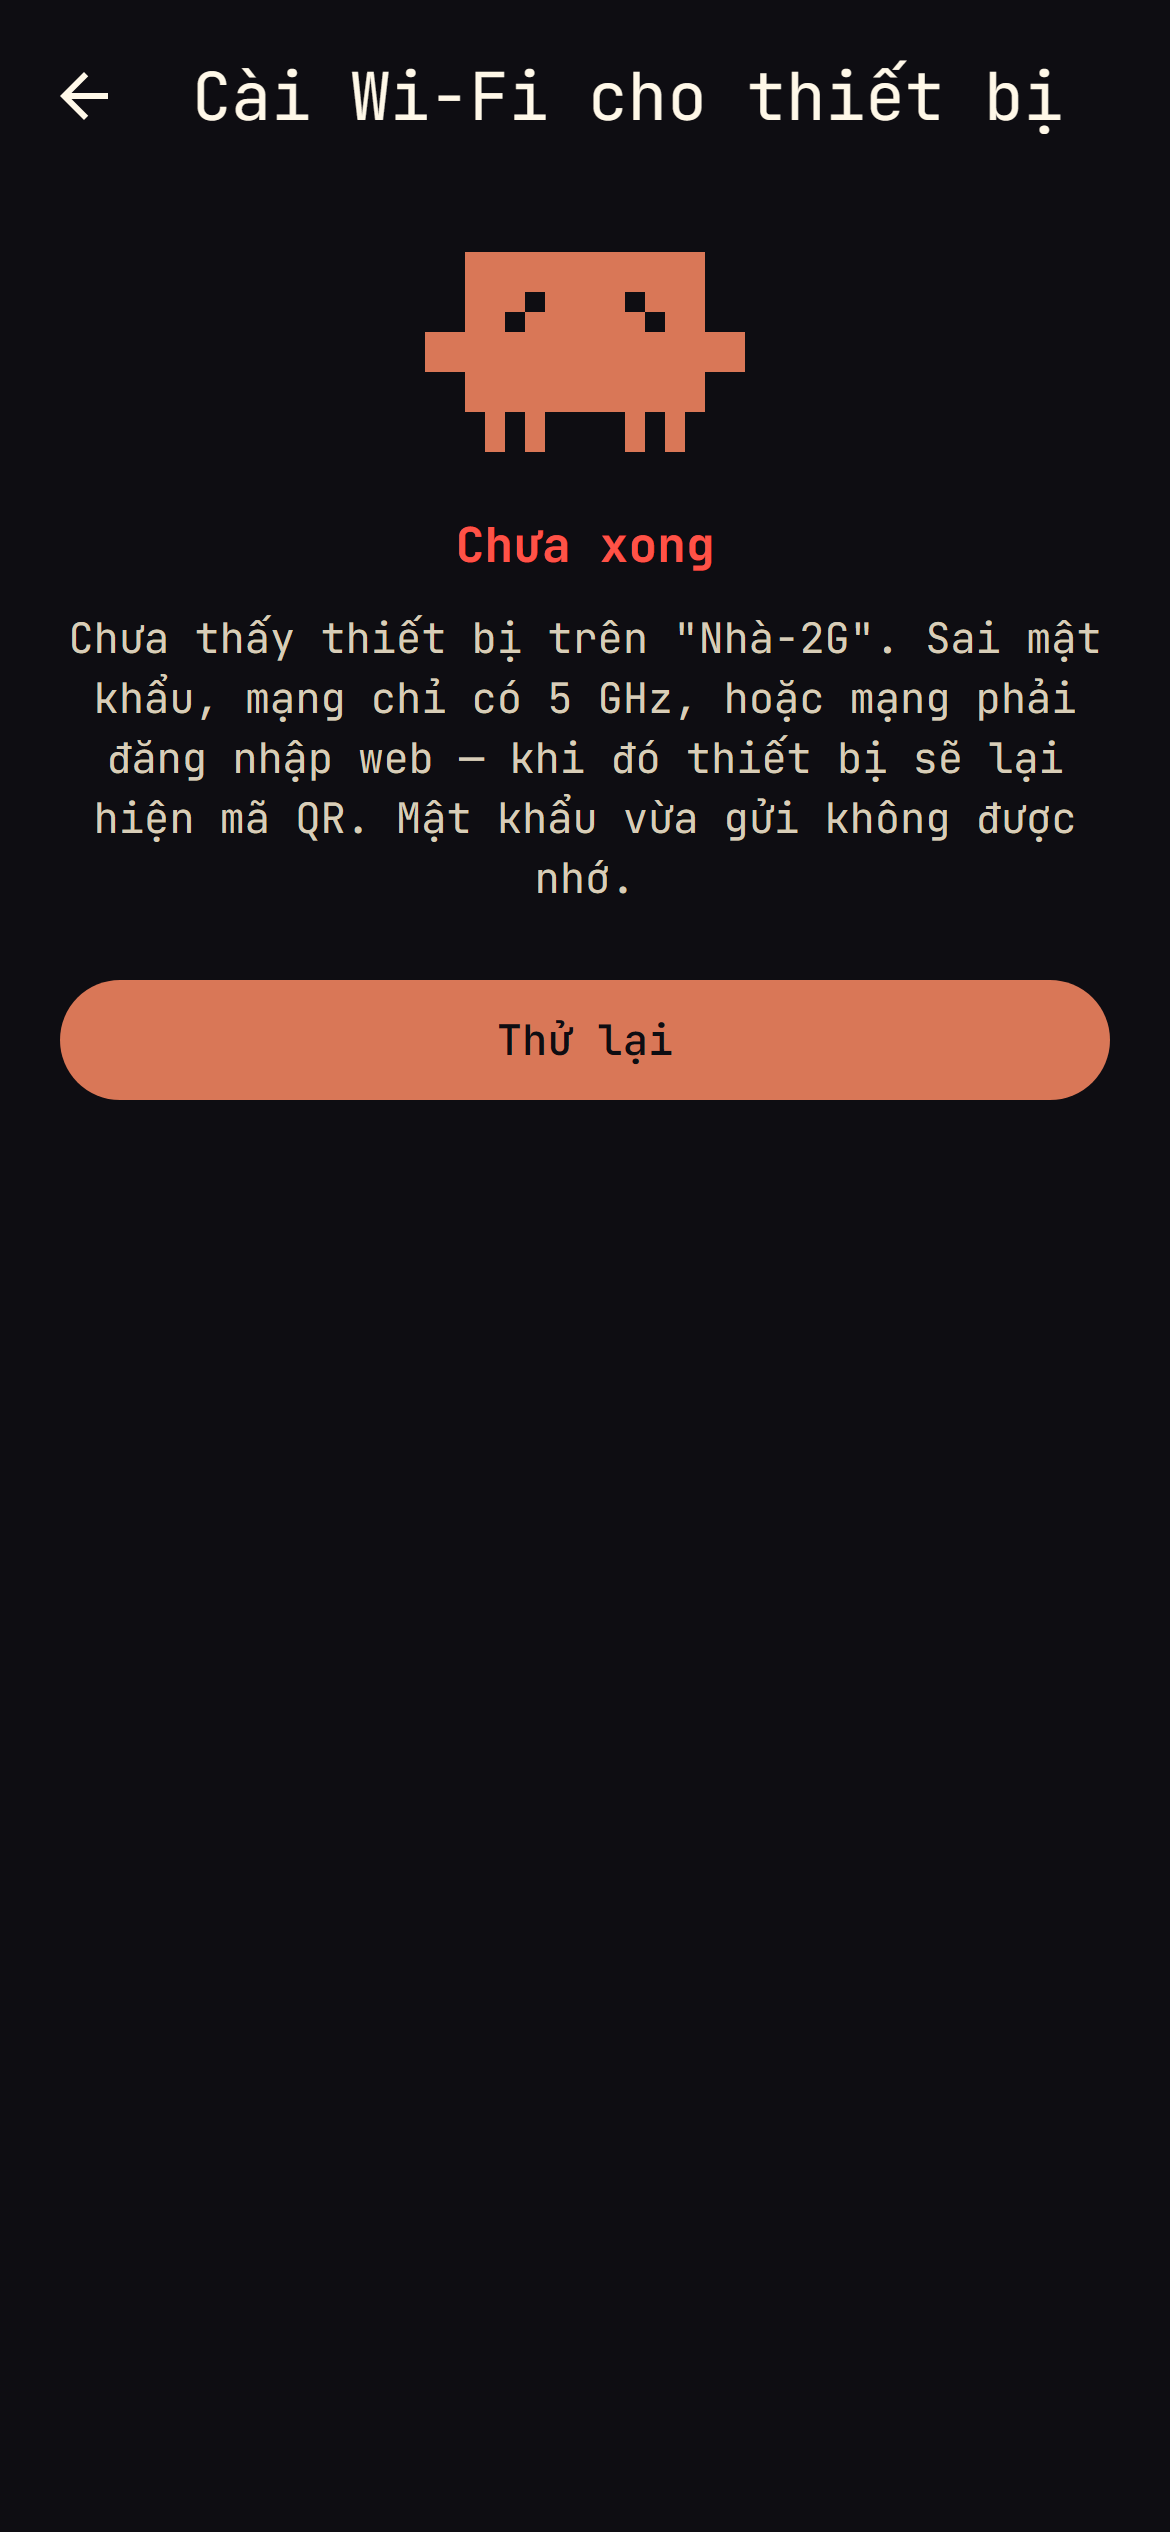 Cài Wi-Fi cho thiết bị
Chưa xong
Chưa thấy thiết bị trên "Nhà-2G". Sai mật
khẩu, mạng chỉ có 5 GHz, hoặc mạng phải
đăng nhập web — khi đó thiết bị sẽ lại
hiện mã QR. Mật khẩu vừa gửi không được
nhớ.
Thử lại